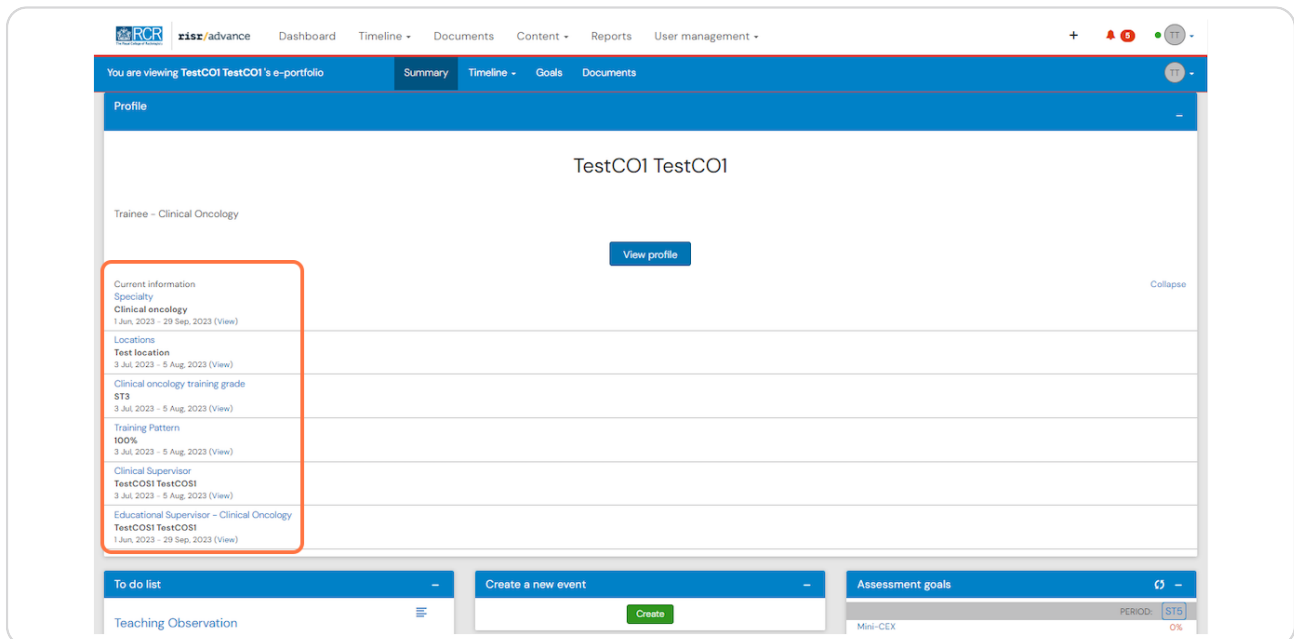 RCR risr/advance Dashboard Timeline Documents Content Reports User management + 5 TT
The Royal College of Radiologists
You are viewing TestCO1 TestCO1 's e-portfolio Summary Timeline Goals Documents TT
Profile –
TestCO1 TestCO1
Trainee - Clinical Oncology
View profile
Current information Collapse
Specialty
Clinical oncology
1 Jun, 2023 - 29 Sep, 2023 (View)
Locations
Test location
3 Jul, 2023 - 5 Aug, 2023 (View)
Clinical oncology training grade
ST3
3 Jul, 2023 - 5 Aug, 2023 (View)
Training Pattern
100%
3 Jul, 2023 - 5 Aug, 2023 (View)
Clinical Supervisor
TestCOS1 TestCOS1
3 Jul, 2023 - 5 Aug, 2023 (View)
Educational Supervisor - Clinical Oncology
TestCOS1 TestCOS1
1 Jun, 2023 - 29 Sep, 2023 (View)
To do list – Create a new event – Assessment goals –
Create PERIOD: ST5
Teaching Observation Mini-CEX 0%